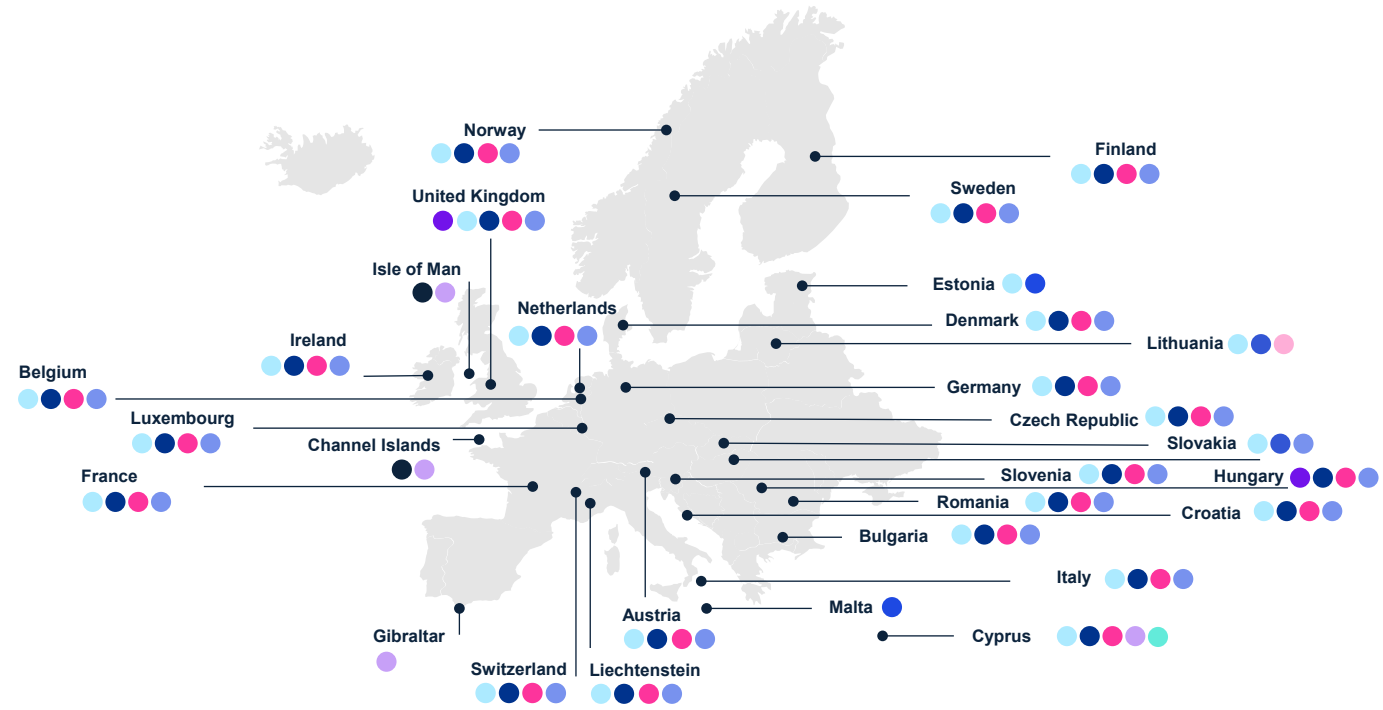 Norway
Finland
United Kingdom
Sweden
Isle of Man
Estonia
Netherlands
Denmark
Ireland
Lithuania
Belgium
Germany
Luxembourg
Czech Republic
Channel Islands
Slovakia
France
Slovenia
Hungary
Romania
Croatia
Bulgaria
Italy
Austria
Malta
Gibraltar
Cyprus
Switzerland
Liechtenstein